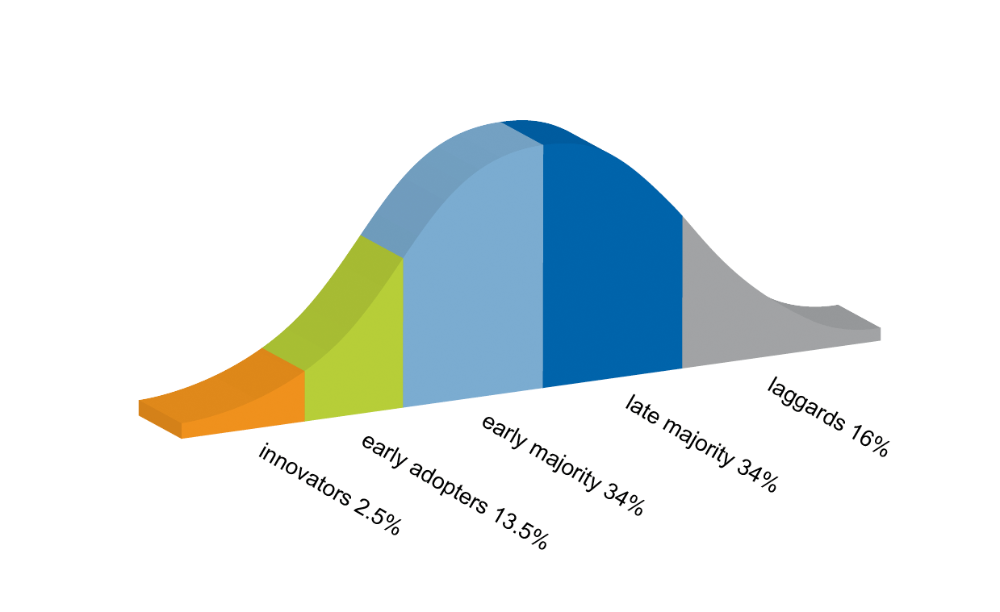 innovators 2.5%
early adopters 13.5%
early majority 34%
late majority 34%
laggards 16%